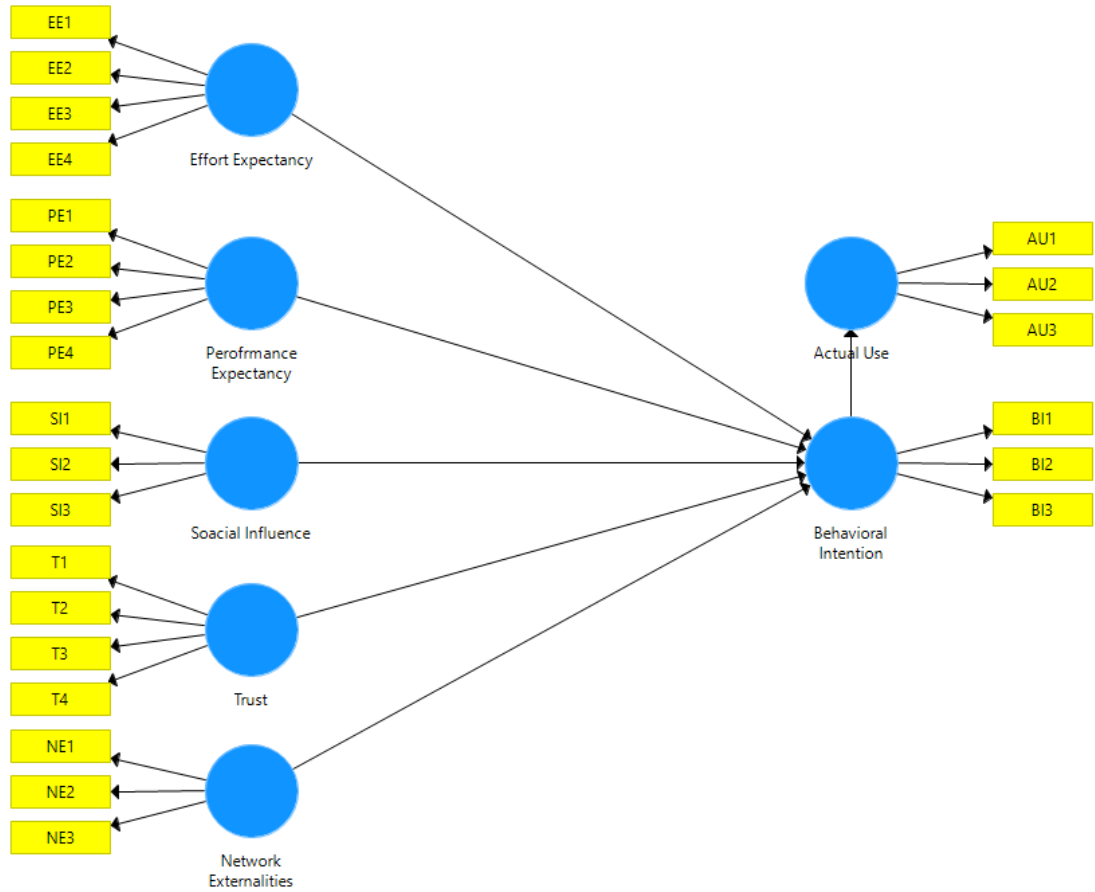 EE1
EE2
EE3
EE4
Effort Expectancy
PE1
PE2
PE3
PE4
Perofrmance
Expectancy
SI1
SI2
SI3
Soacial Influence
T1
T2
T3
T4
Trust
NE1
NE2
NE3
Network
Externalities
AU1
AU2
AU3
Actual Use
BI1
BI2
BI3
Behavioral
Intention